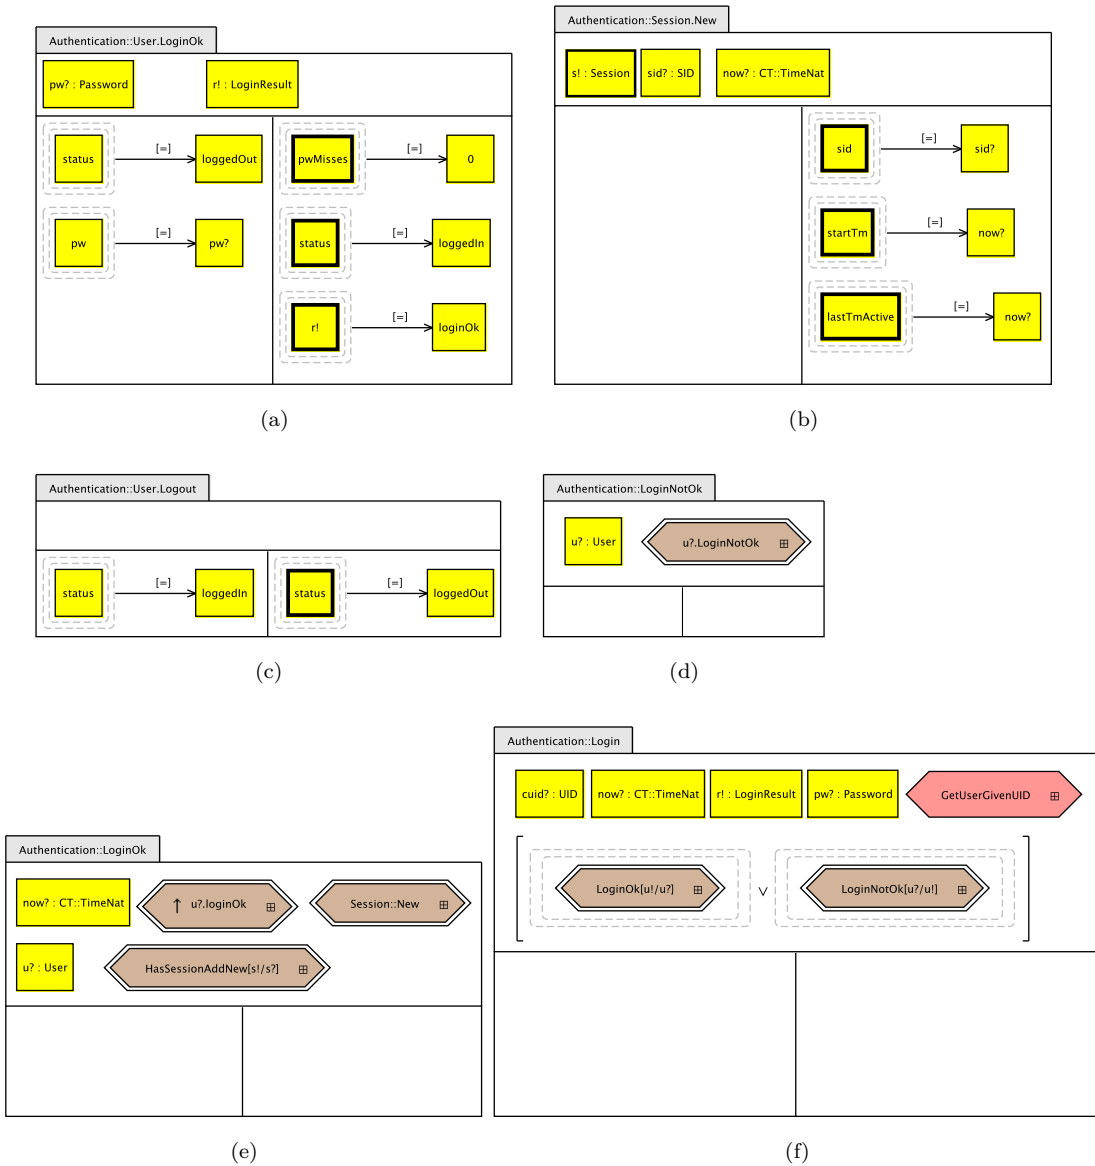 Authentication::User.LoginOk
pw? : Password
r! : LoginResult
status [=] loggedOut
pwMisses [=] 0
pw [=] pw?
status [=] loggedIn
r! [=] loginOk
(a)
Authentication::Session.New
s! : Session
sid? : SID
now? : CT::TimeNat
sid [=] sid?
startTm [=] now?
lastTmActive [=] now?
(b)
Authentication::User.Logout
status [=] loggedIn
status [=] loggedOut
(c)
Authentication::LoginNotOk
u? : User
u?.LoginNotOk
(d)
Authentication::LoginOk
now? : CT::TimeNat
↑ u?.loginOk
Session::New
u? : User
HasSessionAddNew[s!/s?]
(e)
Authentication::Login
cuid? : UID
now? : CT::TimeNat
r! : LoginResult
pw? : Password
GetUserGivenUID
[ LoginOk[u!/u?] ∨ LoginNotOk[u?/u!] ]
(f)